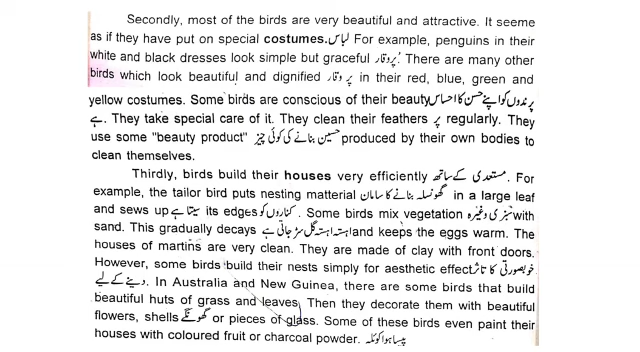 Secondly, most of the birds are very beautiful and attractive. It seeme
as if they have put on special costumes. لباس For example, penguins in their
white and black dresses look simple but graceful پُروقار. There are many other
birds which look beautiful and dignified پر وقار in their red, blue, green and
yellow costumes. Some birds are conscious of their beauty پرندوں کو اپنے حسن کا احساس
ہے. They take special care of it. They clean their feathers پر regularly. They
use some "beauty product" حسین بنانے کی کوئی چیز produced by their own bodies to
clean themselves.
Thirdly, birds build their houses very efficiently مستعدی کے ساتھ. For
example, the tailor bird puts nesting matterial گھونسلہ بنانے کا سامان in a large leaf
and sews up سیتا ہے its edges کناروں کو. Some birds mix vegetation سبزی وغیرہ with
sand. This gradually decays اہستہ اہستہ گل سڑ جاتی ہے and keeps the eggs warm. The
houses of martins are very clean. They are made of clay with front doors.
However, some birds build their nests simply for aesthetic effect خوبصورتی کا تاثر
دینے کے لیے. In Australia and New Guinea, there are some birds that build
beautiful huts of grass and leaves. Then they decorate them with beautiful
flowers, shells گھونگے or pieces of glass. Some of these birds even paint their
houses with coloured fruit or charcoal powder. پیسا ہوا کوئلہ